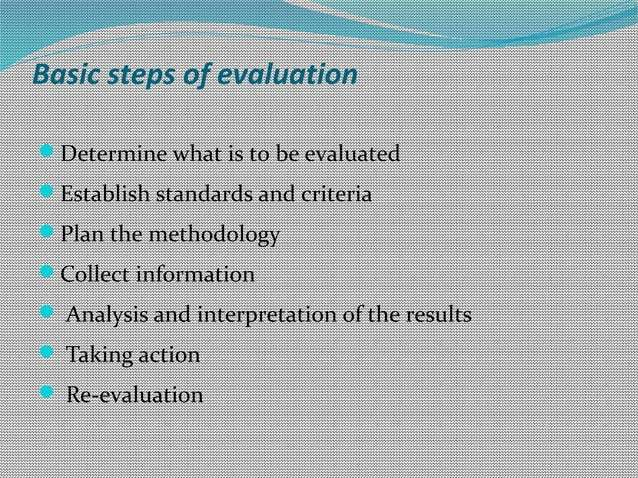 Basic steps of evaluation
Determine what is to be evaluated
Establish standards and criteria
Plan the methodology
Collect information
Analysis and interpretation of the results
Taking action
Re-evaluation